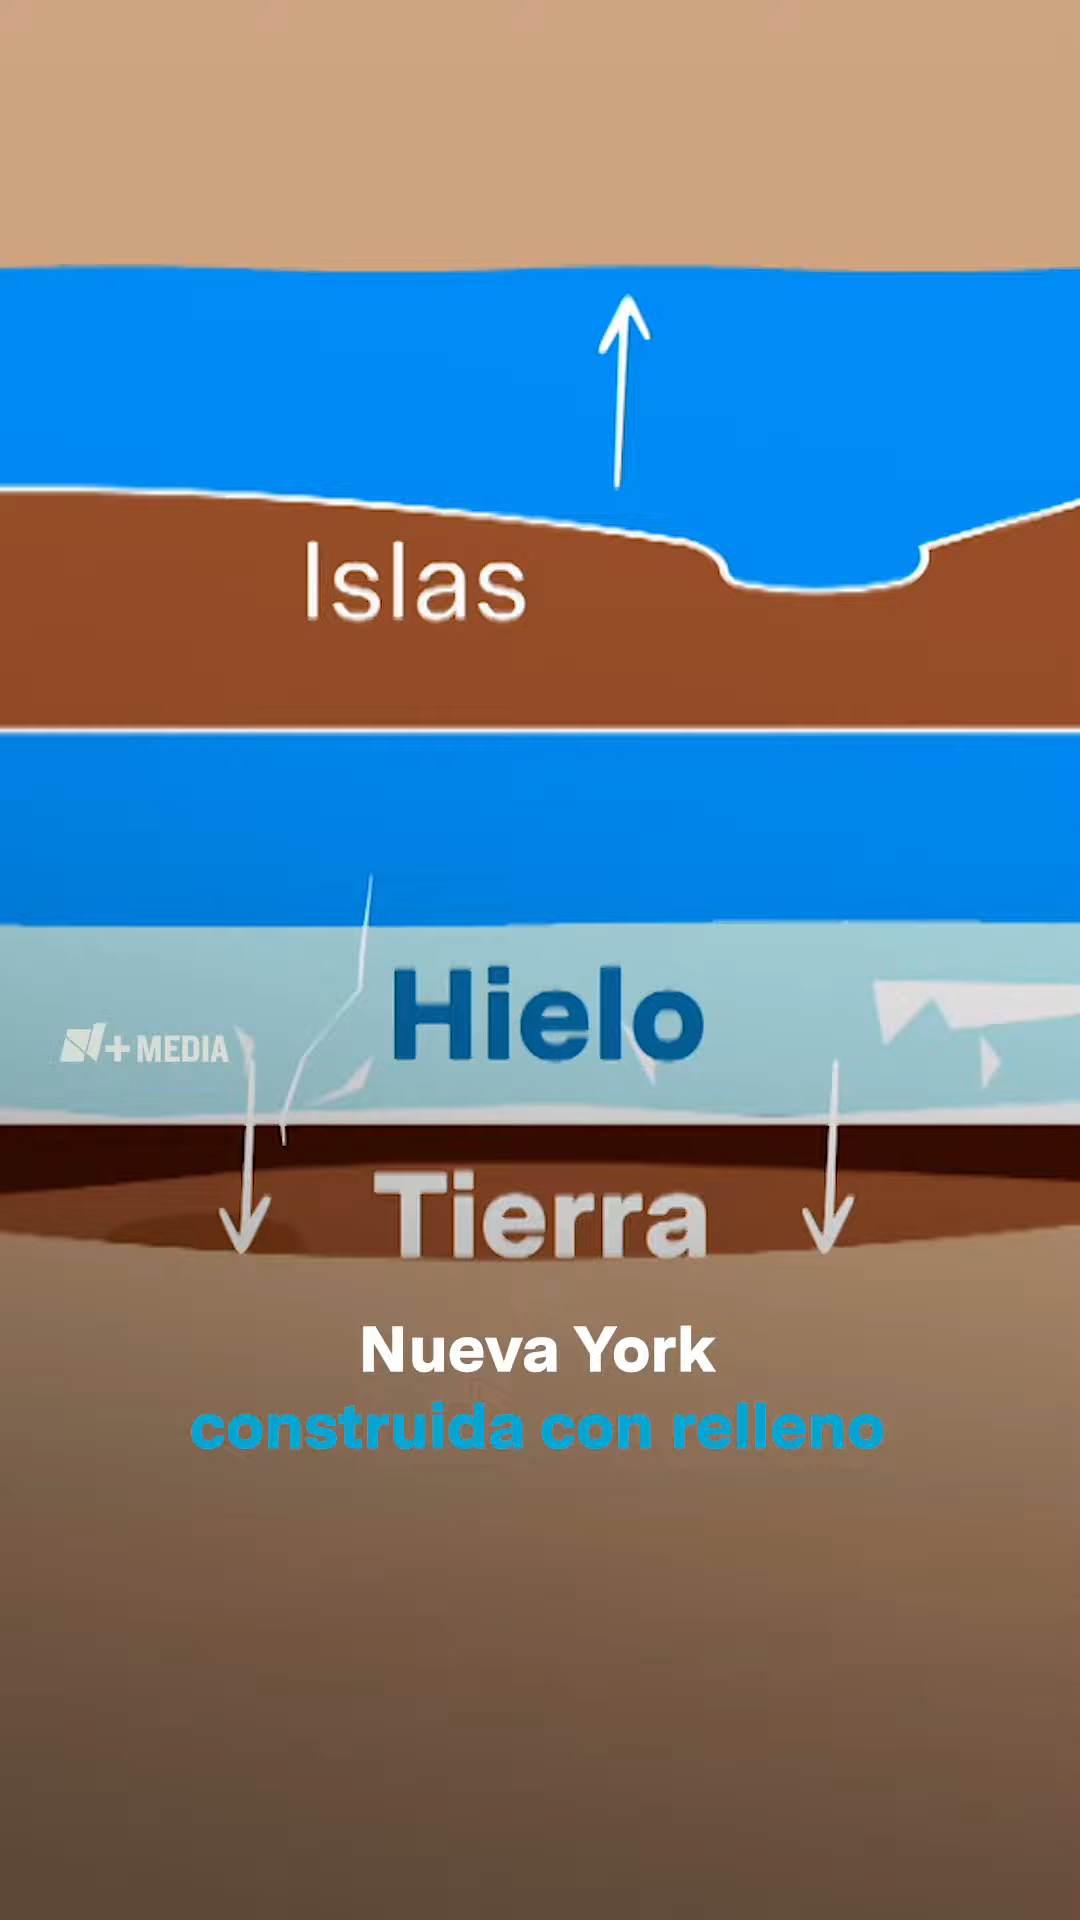 Islas
Hielo
N+ MEDIA
Tierra
Nueva York
construida con relleno